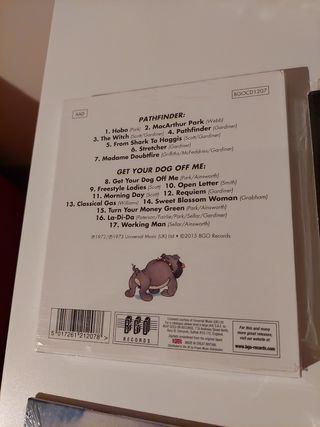 AAD
BGOCD1207
PATHFINDER:
1. Hobo (Park) 2. MacArthur Park (Webb)
3. The Witch (Scott/Gardiner) 4. Pathfinder (Gardiner)
5. From Shark To Haggis (Park/Gardiner)
6. Stretcher (Gardiner)
7. Madame Doubtfire (Griffiths/McFeddries/Gardiner)
GET YOUR DOG OFF ME:
8. Get Your Dog Off Me (Park/Ainsworth)
9. Freestyle Ladies (Scott) 10. Open Letter (Smith)
11. Morning Day (Scott) 12. Requiem (Gardiner)
13. Classical Gas (Williams) 14. Sweet Blossom Woman (Grabham)
15. Turn Your Money Green (Park/Ainsworth)
16. La-Di-Da (Paterson/Fairlie/Park/Sellar/Gardiner)
17. Working Man (Sellar/Ainsworth)
℗1972/℗1973 Universal Music (UK) ltd • ©2015 BGO Records
5 017261 212078 >
BGO
RECORDS
For this and many
more great releases,
visit our website at:
www.bgo-records.com